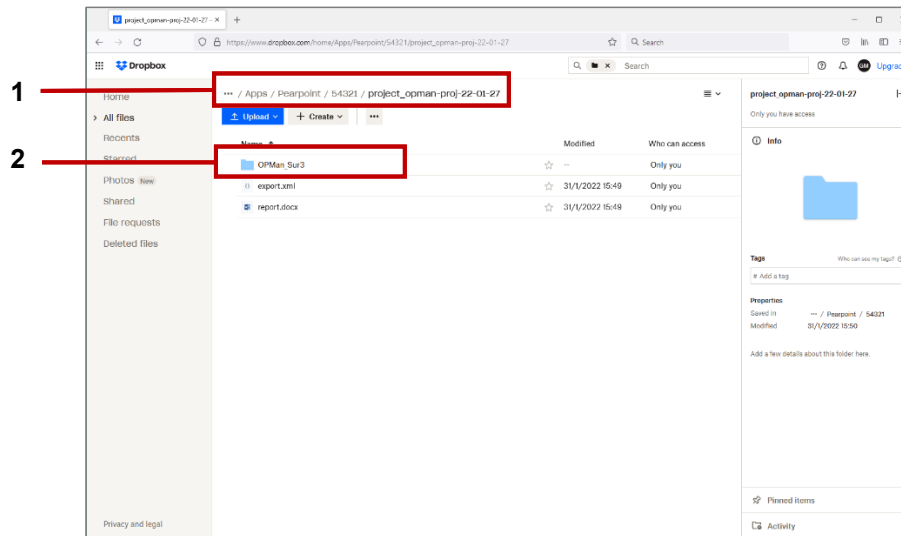 project_opman-proj-22-01-27 - ×
https://www.dropbox.com/home/Apps/Pearpoint/54321/project_opman-proj-22-01-27
Search
Dropbox
Search
GM
Upgrad
1
Home
All files
Recents
Starred
Photos New
Shared
File requests
Deleted files
Privacy and legal
... / Apps / Pearpoint / 54321 / project_opman-proj-22-01-27
Upload
+ Create
...
Name Modified Who can access
2
OPMan_Sur3 -- Only you
export.xml 31/1/2022 15:49 Only you
report.docx 31/1/2022 15:49 Only you
project_opman-proj-22-01-27
Only you have access
Info
Tags Who can see my tags?
# Add a tag
Properties
Saved in ... / Pearpoint / 54321
Modified 31/1/2022 15:50
Add a few details about this folder here.
Pinned items
Activity